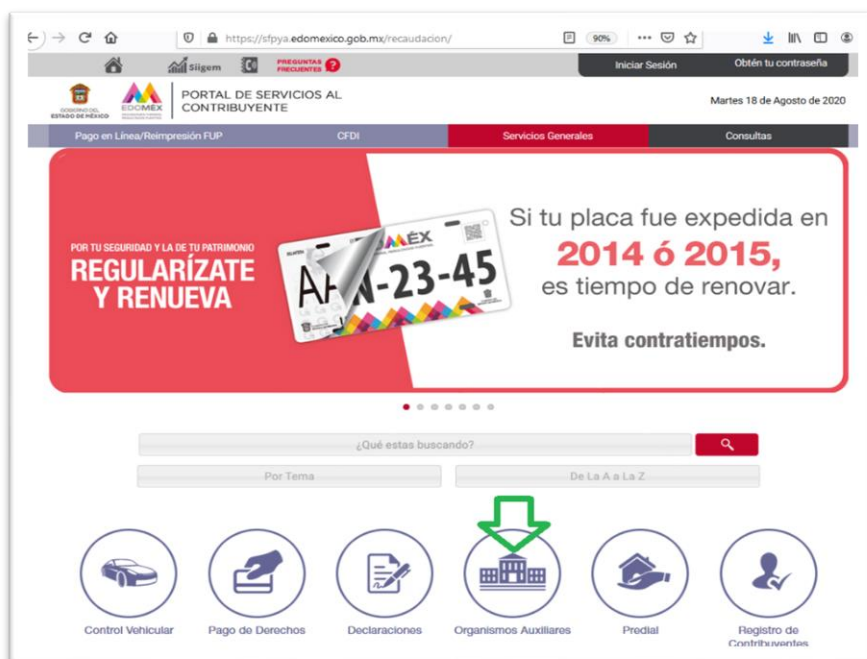 https://sfpya.edomexico.gob.mx/recaudacion/
90%
Siigem
PREGUNTAS
FRECUENTES ?
Iniciar Sesión
Obtén tu contraseña
GOBIERNO DEL
ESTADO DE MÉXICO
EDOMÉX
PORTAL DE SERVICIOS AL
CONTRIBUYENTE
Martes 18 de Agosto de 2020
Pago en Línea/Reimpresión FUP
CFDI
Servicios Generales
Consultas
POR TU SEGURIDAD Y LA DE TU PATRIMONIO
REGULARÍZATE
Y RENUEVA
Si tu placa fue expedida en
2014 ó 2015,
es tiempo de renovar.
Evita contratiempos.
¿Qué estas buscando?
Por Tema
De La A a La Z
Control Vehicular
Pago de Derechos
Declaraciones
Organismos Auxiliares
Predial
Registro de
Contribuyentes